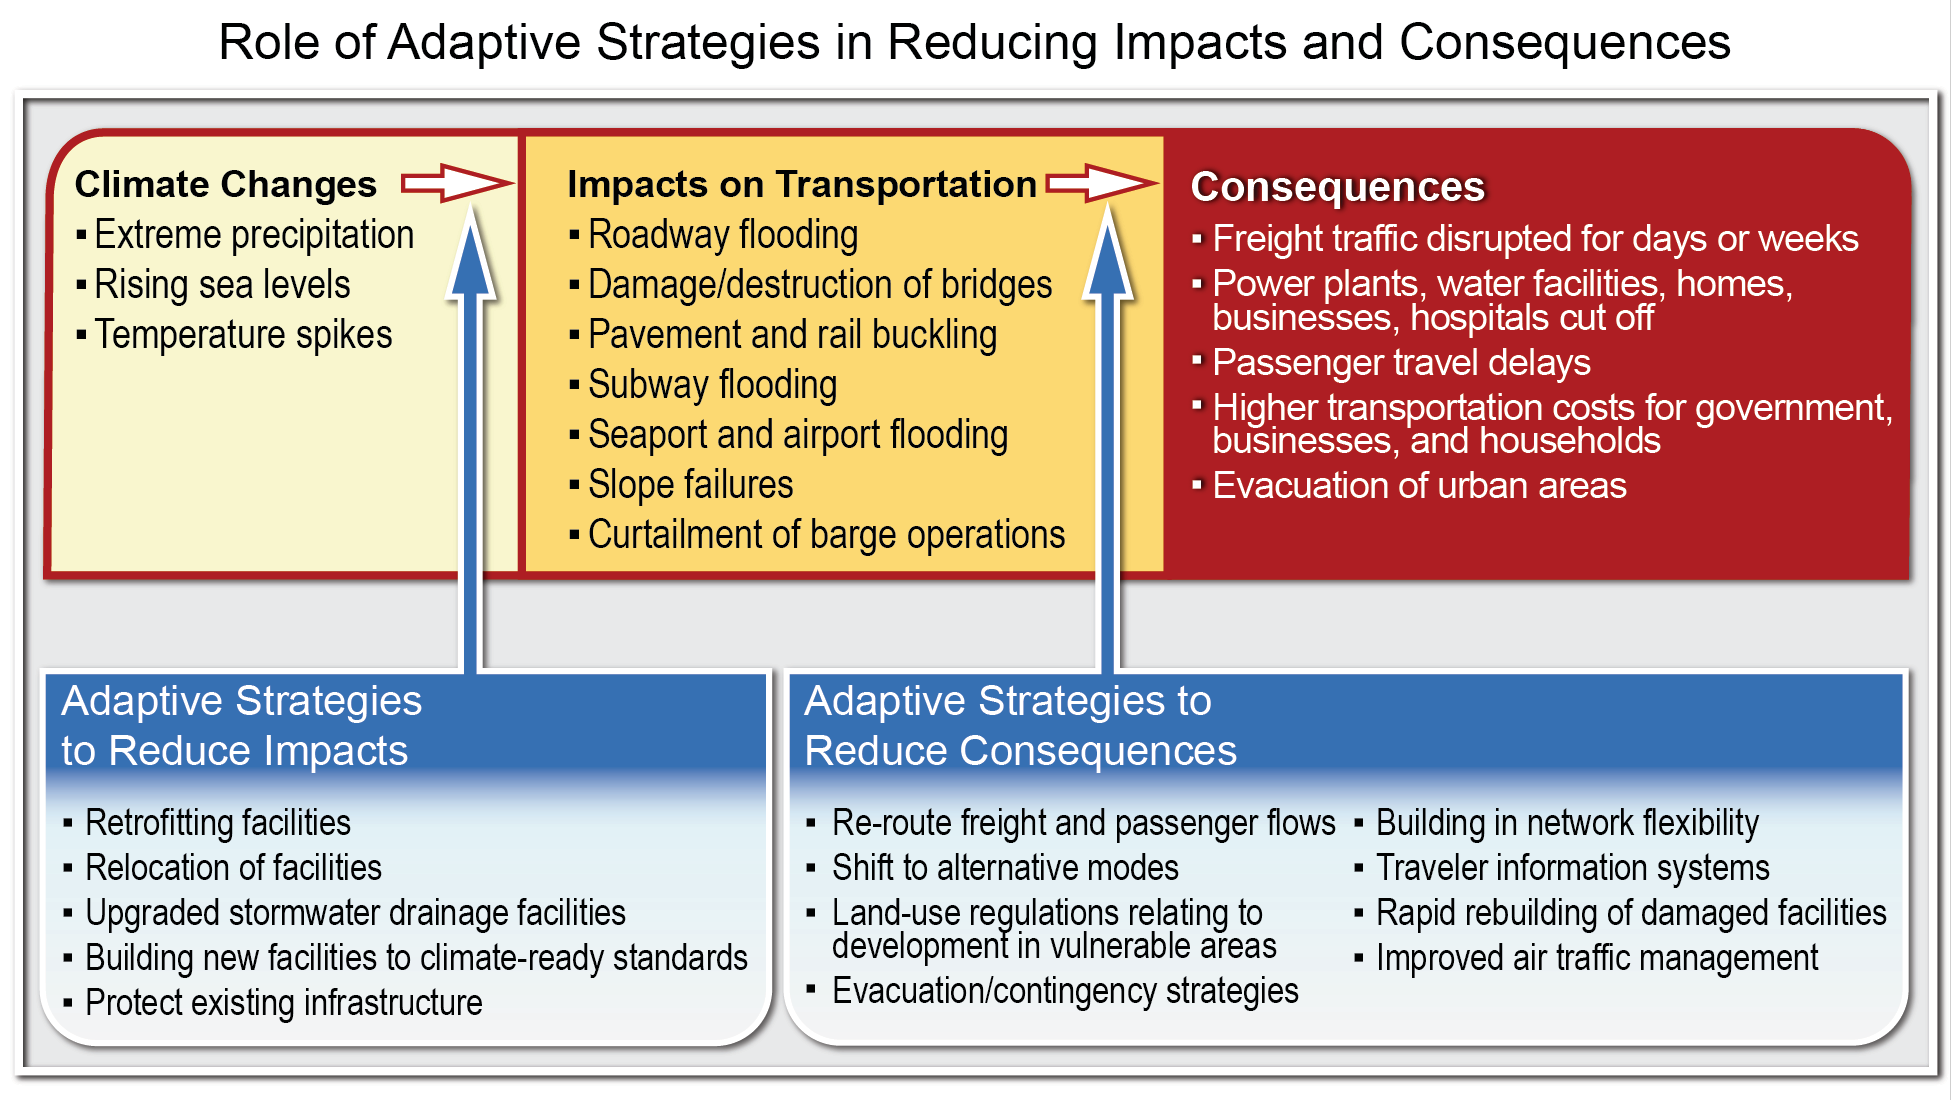 Role of Adaptive Strategies in Reducing Impacts and Consequences
Climate Changes
▪ Extreme precipitation
▪ Rising sea levels
▪ Temperature spikes
Impacts on Transportation
▪ Roadway flooding
▪ Damage/destruction of bridges
▪ Pavement and rail buckling
▪ Subway flooding
▪ Seaport and airport flooding
▪ Slope failures
▪ Curtailment of barge operations
Consequences
▪ Freight traffic disrupted for days or weeks
▪ Power plants, water facilities, homes,
businesses, hospitals cut off
▪ Passenger travel delays
▪ Higher transportation costs for government,
businesses, and households
▪ Evacuation of urban areas
Adaptive Strategies
to Reduce Impacts
▪ Retrofitting facilities
▪ Relocation of facilities
▪ Upgraded stormwater drainage facilities
▪ Building new facilities to climate-ready standards
▪ Protect existing infrastructure
Adaptive Strategies to
Reduce Consequences
▪ Re-route freight and passenger flows
▪ Shift to alternative modes
▪ Land-use regulations relating to
development in vulnerable areas
▪ Evacuation/contingency strategies
▪ Building in network flexibility
▪ Traveler information systems
▪ Rapid rebuilding of damaged facilities
▪ Improved air traffic management